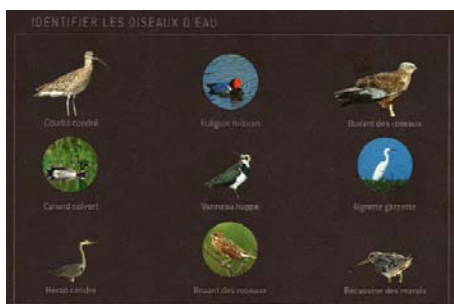 IDENTIFIER LES OISEAUX D'EAU
Courlis cendré
Fuligule milouin
Busard des roseaux
Canard colvert
Vanneau huppé
Aigrette garzette
Héron cendré
Bruant des roseaux
Bécassine des marais